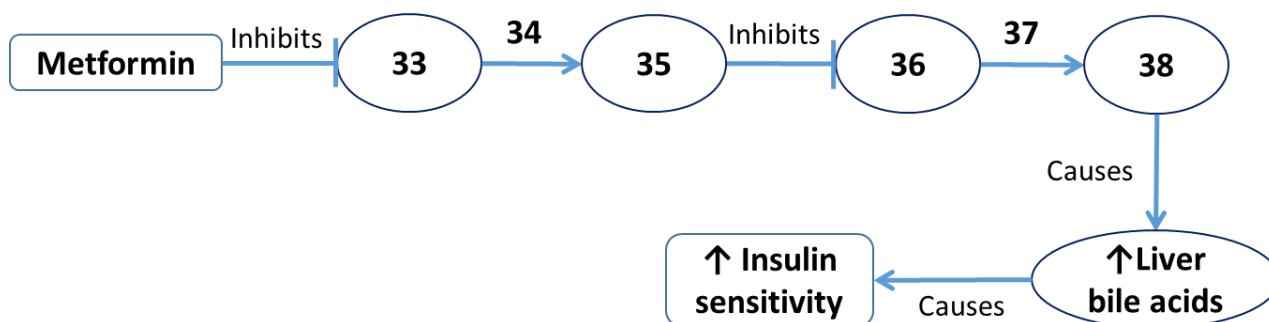 Metformin
Inhibits
33
34
35
Inhibits
36
37
38
Causes
↑Liver
bile acids
Causes
↑ Insulin
sensitivity